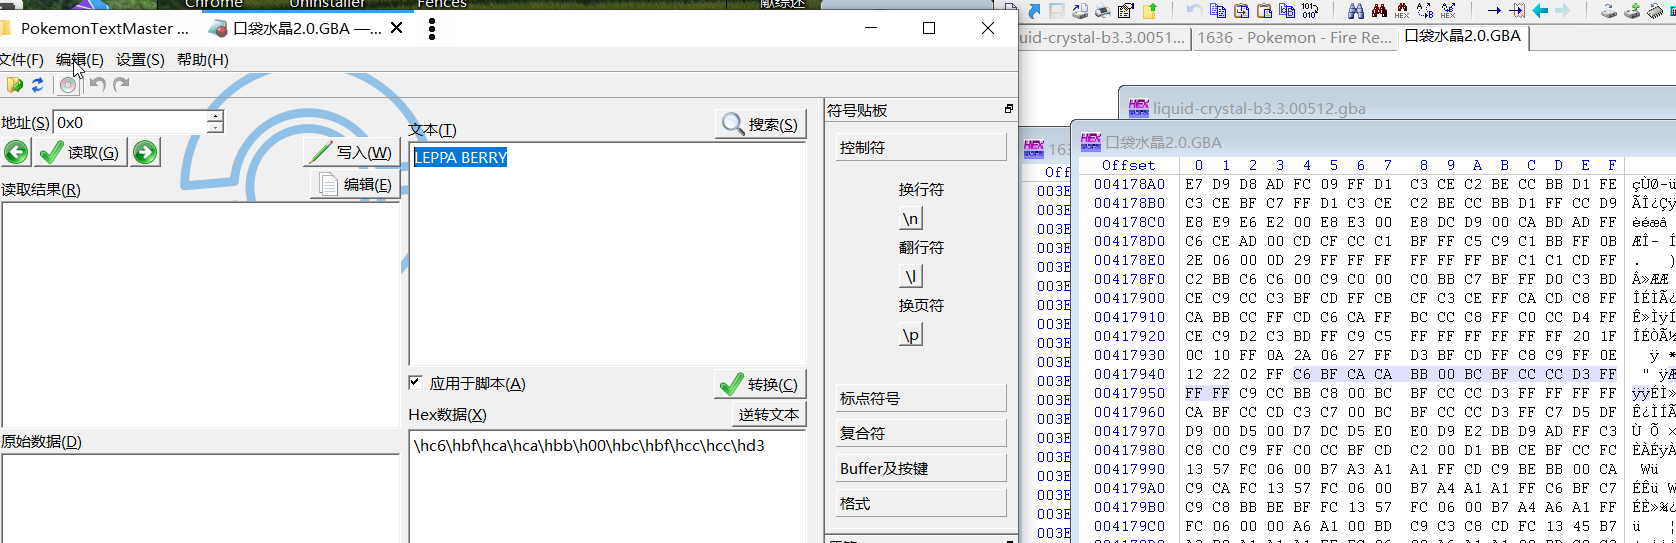 Chrome
Uninstaller
Fences
PokemonTextMaster ...
口袋水晶2.0.GBA —...
文件(F) 编辑(E) 设置(S) 帮助(H)
地址(S) 0x0
读取(G)
写入(W)
编辑(E)
读取结果(R)
原始数据(D)
文本(T)
搜索(S)
LEPPA BERRY
应用于脚本(A)
转换(C)
Hex数据(X)
逆转文本
\hc6\hbf\hca\hca\hbb\h00\hbc\hbf\hcc\hcc\hd3
符号贴板
控制符
换行符
\n
翻行符
\l
换页符
\p
标点符号
复合符
Buffer及按键
格式
uid-crystal-b3.3.0051...
1636 - Pokemon - Fire Re...
口袋水晶2.0.GBA
liquid-crystal-b3.3.00512.gba
口袋水晶2.0.GBA
Offset 0 1 2 3 4 5 6 7 8 9 A B C D E F
004178A0 E7 D9 D8 AD FC 09 FF D1 C3 CE C2 BE CC BB D1 FE
004178B0 C3 CE BF C7 FF D1 C3 CE C2 BE CC BB D1 FF CC D9
004178C0 E8 E9 E6 E2 00 E8 E3 00 E8 DC D9 00 CA BD AD FF
004178D0 C6 CE AD 00 CD CF CC C1 BF FF C5 C9 C1 BB FF 0B
004178E0 2E 06 00 0D 29 FF FF FF FF FF FF BF C1 C1 CD FF
004178F0 C2 BB C6 C6 00 C9 C0 00 C0 BB C7 BF FF D0 C3 BD
00417900 CE C9 CC C3 BF CD FF CB CF C3 CE FF CA CD C8 FF
00417910 CA BB CC FF CD C6 CA FF BC CC C8 FF C0 CC D4 FF
00417920 CE C9 D2 C3 BD FF C9 C5 FF FF FF FF FF FF 20 1F
00417930 0C 10 FF 0A 2A 06 27 FF D3 BF CD FF C8 C9 FF 0E
00417940 12 22 02 FF C6 BF CA CA BB 00 BC BF CC CC D3 FF
00417950 FF FF C9 CC BB C8 00 BC BF CC CC D3 FF FF FF FF
00417960 CA BF CC CD C3 C7 00 BC BF CC CC D3 FF C7 D5 DF
00417970 D9 00 D5 00 D7 DC D5 E0 E0 D9 E2 DB D9 AD FF C3
00417980 C8 C0 C9 FF C0 CC BF CD C2 00 D1 BB CE BF CC FC
00417990 13 57 FC 06 00 B7 A3 A1 A1 FF CD C9 BE BB 00 CA
004179A0 C9 CA FC 13 57 FC 06 00 B7 A4 A1 A1 FF C6 BF C7
004179B0 C9 C8 BB BE BF FC 13 57 FC 06 00 B7 A4 A6 A1 FF
004179C0 FC 06 00 00 A6 A1 00 BD C9 C3 C8 CD FC 13 45 B7